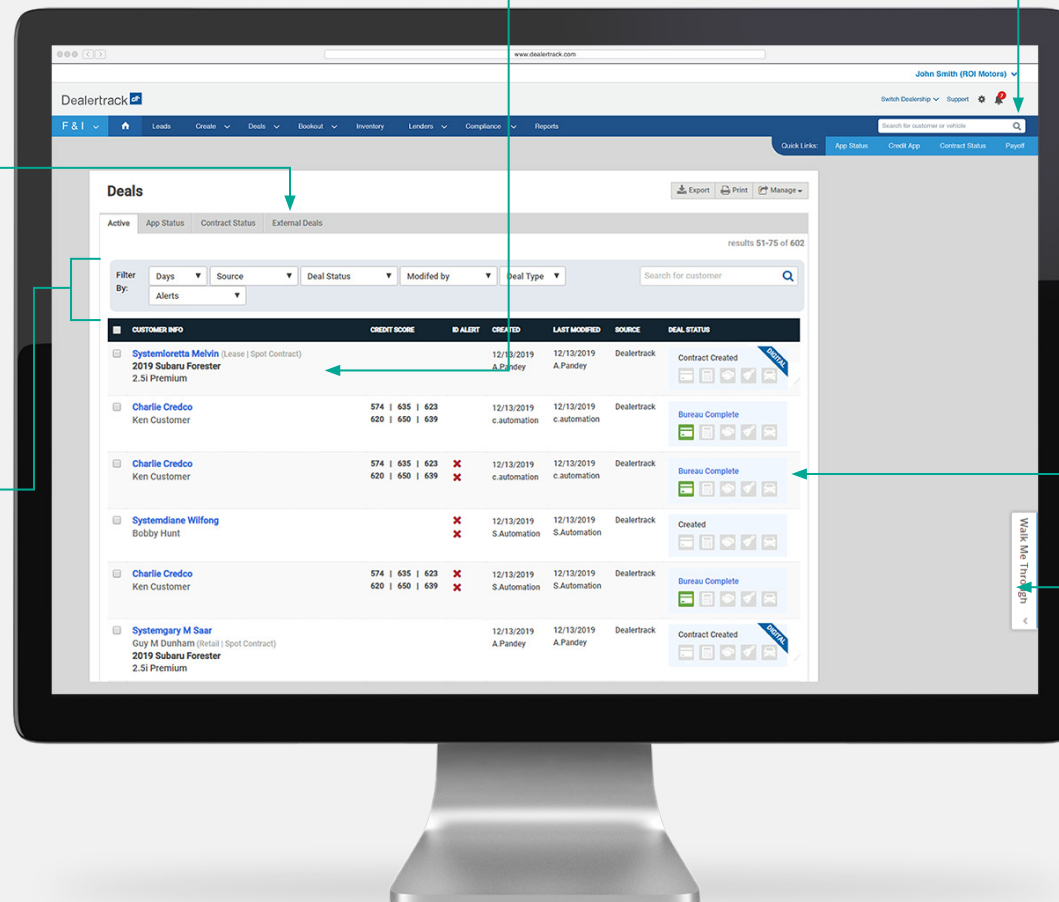 www.dealertrack.com
John Smith (ROI Motors)
Dealertrack
Switch Dealership Support
F & I Leads Create Deals Bookout Inventory Lenders Compliance Reports Search for customer or vehicle
Quick Links: App Status Credit App Contract Status Payoff
Deals
Export Print Manage
Active App Status Contract Status External Deals
results 51-75 of 602
Filter By: Days Source Deal Status Modifed by Deal Type Search for customer
Alerts
CUSTOMER INFO CREDIT SCORE ID ALERT CREATED LAST MODIFIED SOURCE DEAL STATUS
Systemloretta Melvin (Lease | Spot Contract) 12/13/2019 12/13/2019 Dealertrack Contract Created DIGITAL
2019 Subaru Forester A.Pandey A.Pandey
2.5i Premium
Charlie Credco 574 | 635 | 623 12/13/2019 12/13/2019 Dealertrack Bureau Complete
Ken Customer 620 | 650 | 639 c.automation c.automation
Charlie Credco 574 | 635 | 623 12/13/2019 12/13/2019 Dealertrack Bureau Complete
Ken Customer 620 | 650 | 639 c.automation c.automation
Systemdiane Wilfong 12/13/2019 12/13/2019 Dealertrack Created
Bobby Hunt S.Automation S.Automation
Charlie Credco 574 | 635 | 623 12/13/2019 12/13/2019 Dealertrack Bureau Complete
Ken Customer 620 | 650 | 639 S.Automation S.Automation
Systemgary M Saar 12/13/2019 12/13/2019 Dealertrack Contract Created DIGITAL
Guy M Dunham (Retail | Spot Contract) A.Pandey A.Pandey
2019 Subaru Forester
2.5i Premium
Walk Me Through